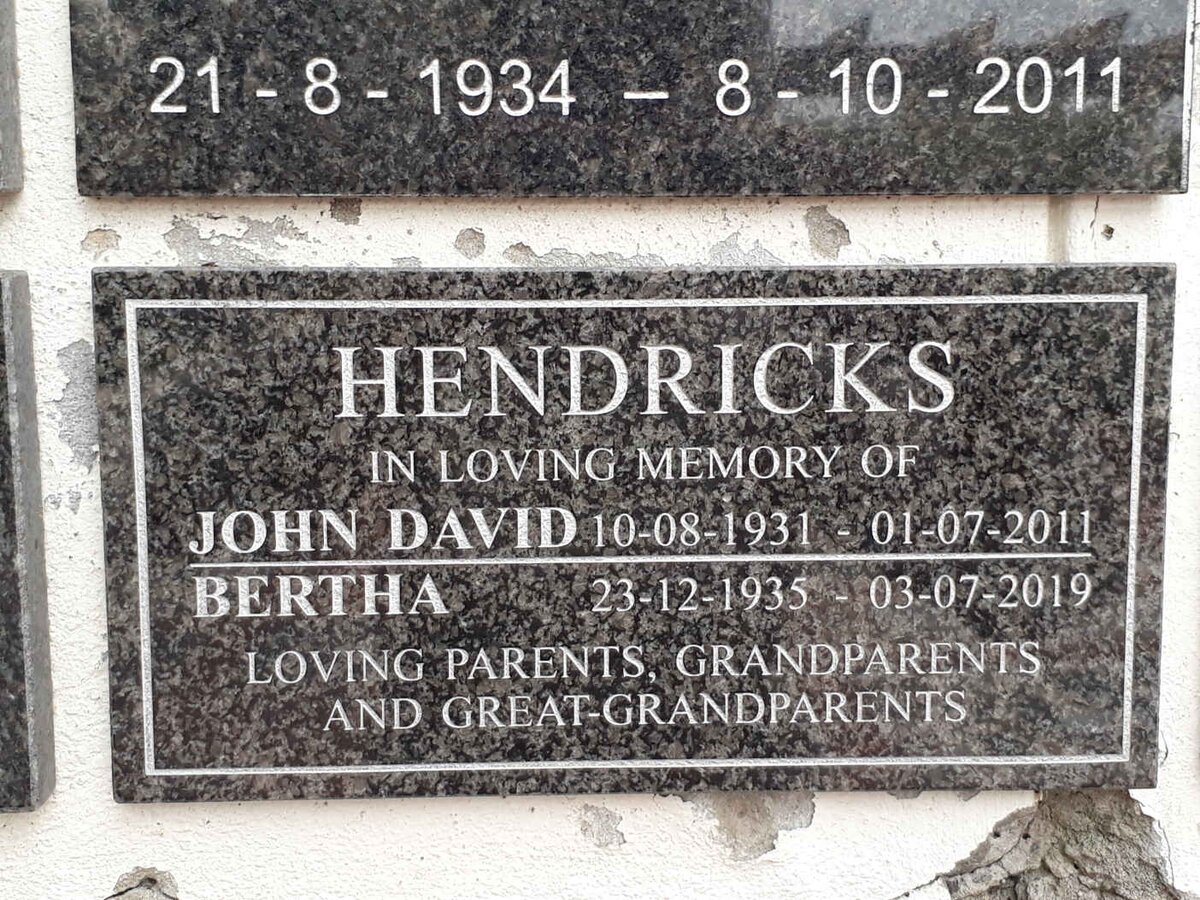 21 - 8 - 1934 – 8 - 10 - 2011
HENDRICKS
IN LOVING MEMORY OF
JOHN DAVID 10-08-1931 - 01-07-2011
BERTHA 23-12-1935 - 03-07-2019
LOVING PARENTS, GRANDPARENTS
AND GREAT-GRANDPARENTS